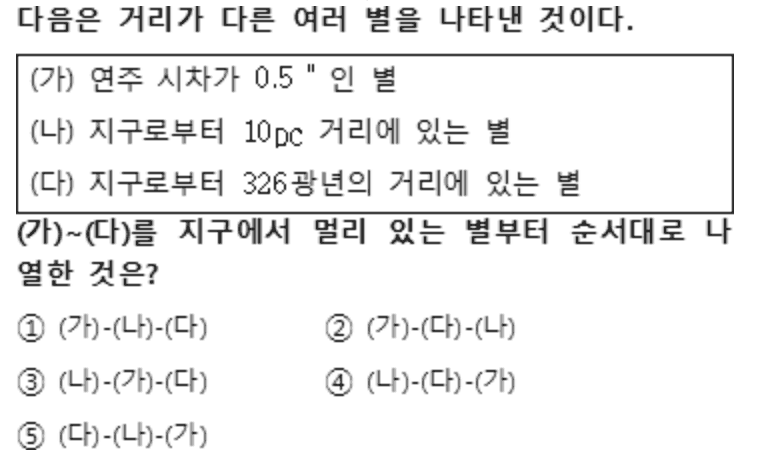 다음은 거리가 다른 여러 별을 나타낸 것이다.
(가) 연주 시차가 0.5 " 인 별
(나) 지구로부터 10pc 거리에 있는 별
(다) 지구로부터 326광년의 거리에 있는 별
(가)~(다)를 지구에서 멀리 있는 별부터 순서대로 나
열한 것은?
① (가)-(나)-(다) ② (가)-(다)-(나)
③ (나)-(가)-(다) ④ (나)-(다)-(가)
⑤ (다)-(나)-(가)